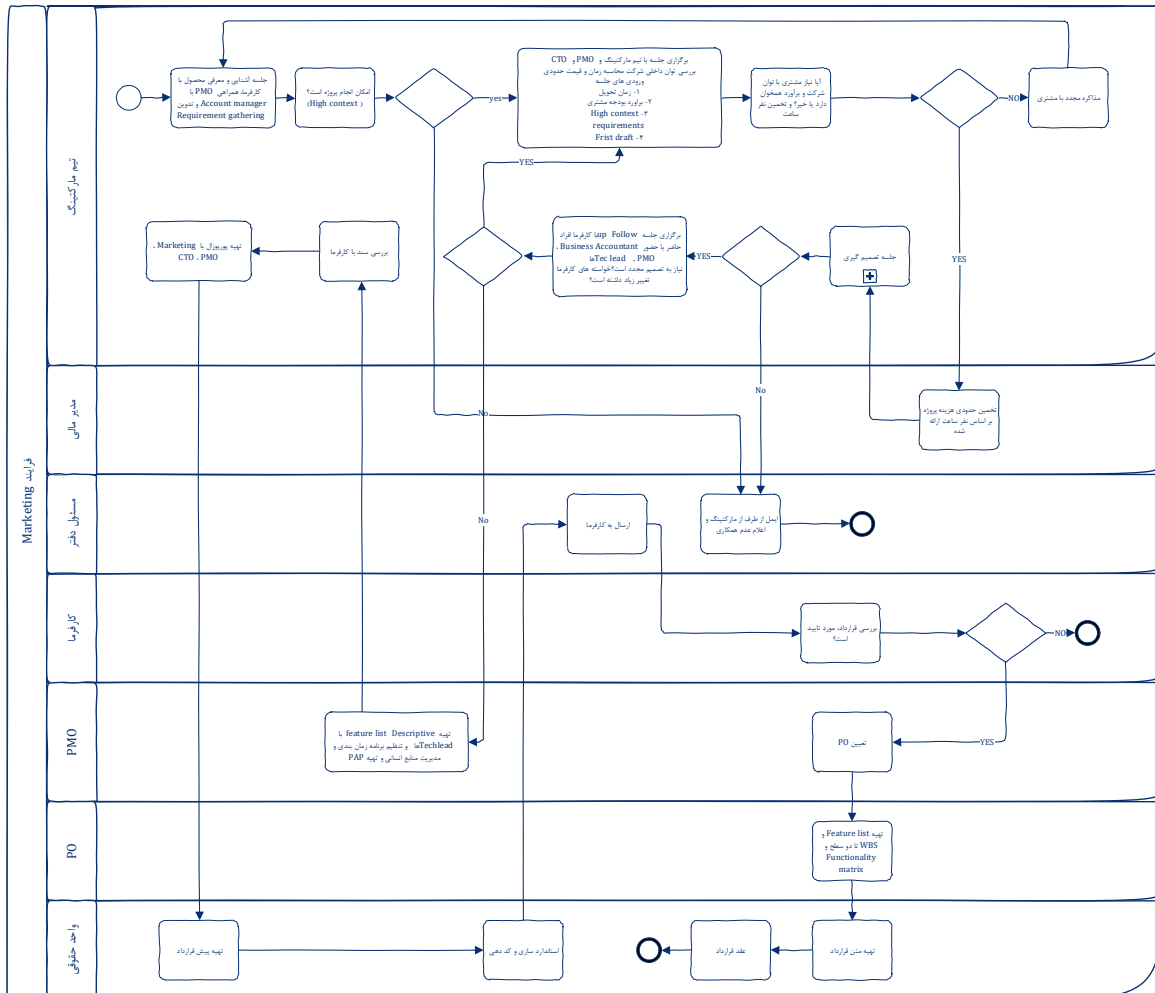 فرایند Marketing
تیم مارکتینگ
جلسه آشنایی و معرفی محصول با
کارفرما، همراهی PMO با
Account manager و تدوین
Requirement gathering
امکان انجام پروژه است؟
(High context )
yes
برگزاری جلسه با تیم مارکتینگ و PMO و CTO
بررسی توان داخلی شرکت محاسبه زمان و قیمت حدودی
ورودی های جلسه
۱- زمان تحویل
۲- برآورد بودجه مشتری
۳- High context
requirements
۴- Frist draft
آیا نیاز مشتری با توان
شرکت و برآورد همخوان
دارد یا خیر؟ و تخمین نفر
ساعت
NO
مذاکره مجدد با مشتری
YES
YES
تهیه پورپوزال با Marketing ،
CTO ، PMO
بررسی سند با کارفرما
برگزاری جلسه Follow up با کارفرما افراد
حاضر با حضور Business Accountant ،
PMO ، Tec lead ها
نیاز به تصمیم مجدد است؟خواسته های کارفرما
تغییر زیاد داشته است؟
YES
جلسه تصمیم گیری
مدیر مالی
No
No
تخمین حدودی هزینه پروژه
بر اساس نفر ساعت ارائه
شده
مسئول دفتر
No
ارسال به کارفرما
ایمل از طرف از مارکتینگ و
اعلام عدم همکاری
کارفرما
بررسی قرارداد، مورد تایید
است؟
NO
PMO
تهیه feature list Descriptive با
Techlead ها و تنظیم برنامه زمان بندی و
مدیریت منابع انسانی و تهیه PAP
تعیین PO
YES
PO
تهیه Feature list و
WBS تا دو سطح و
Functionality
matrix
واحد حقوقی
تهیه پیش قرارداد
استاندارد سازی و کد دهی
عقد قرارداد
تهیه متن قرارداد